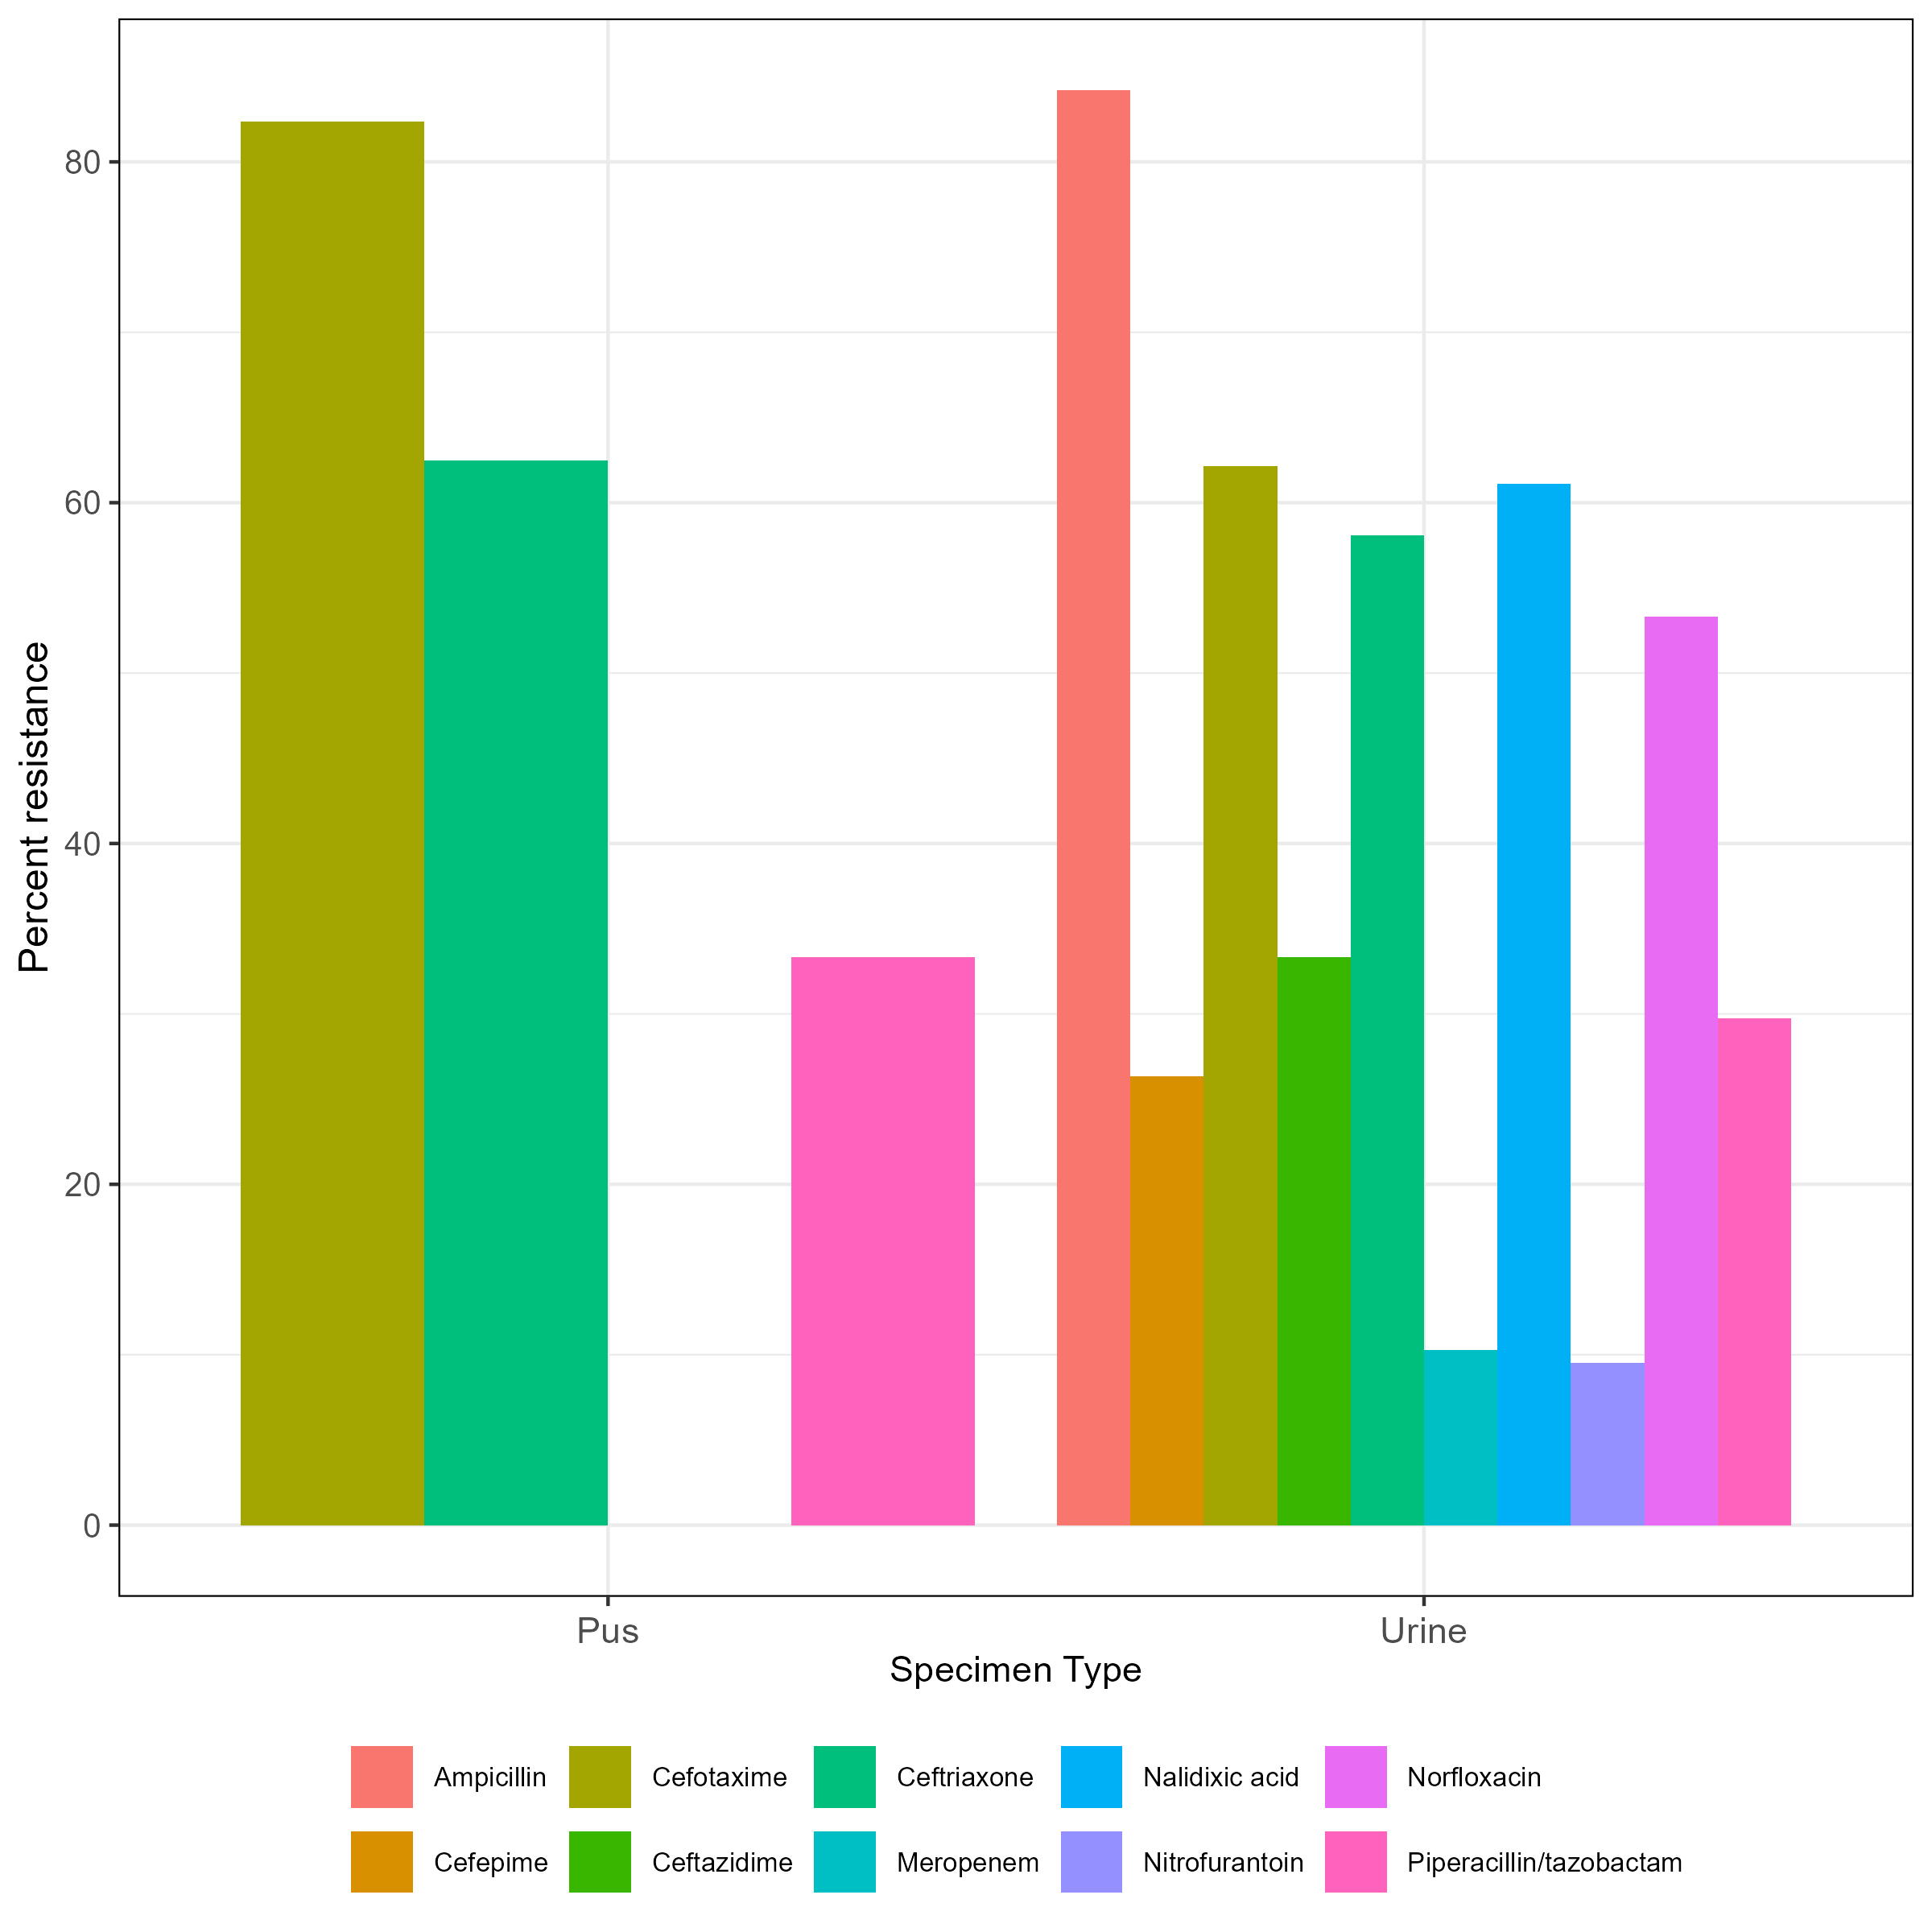 Percent resistance
80
60
40
20
0
Pus Urine
Specimen Type
Ampicillin Cefotaxime Ceftriaxone Nalidixic acid Norfloxacin
Cefepime Ceftazidime Meropenem Nitrofurantoin Piperacillin/tazobactam